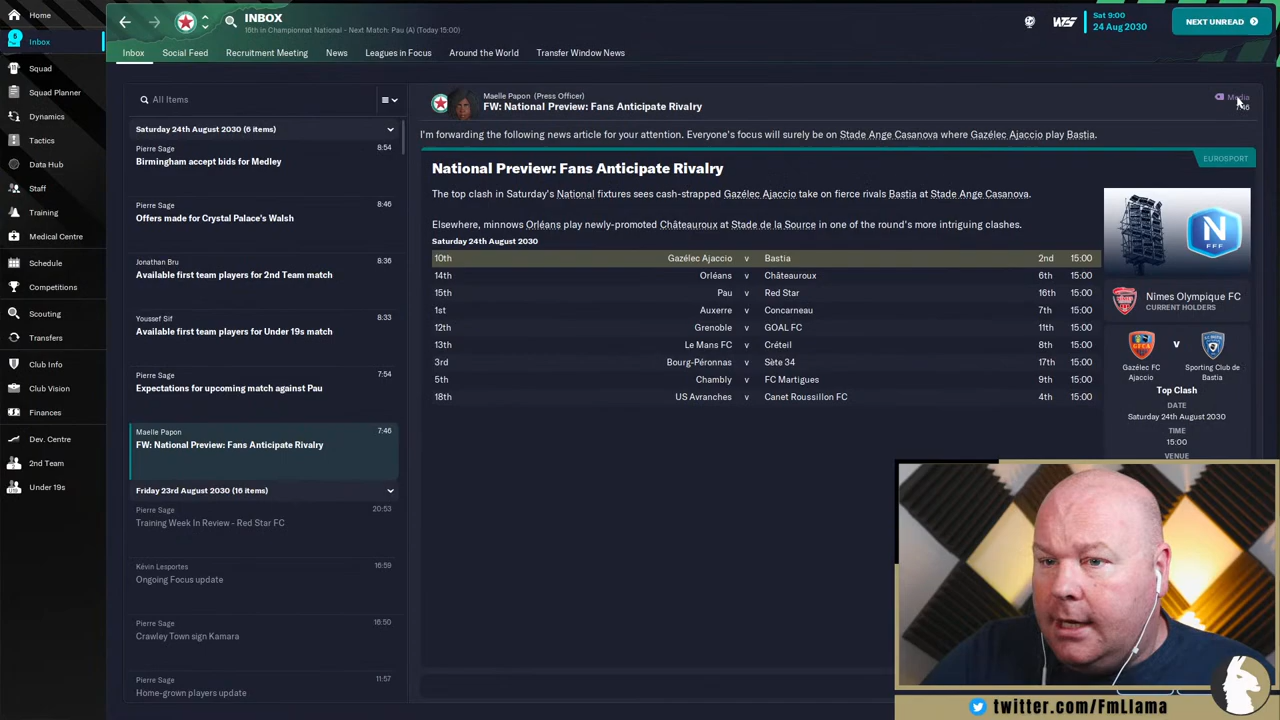 Home
Inbox
Squad
Squad Planner
Dynamics
Tactics
Data Hub
Staff
Training
Medical Centre
Schedule
Competitions
Scouting
Transfers
Club Info
Club Vision
Finances
Dev. Centre
2nd Team
Under 19s
INBOX
16th in Championnat National - Next Match: Pau (A) (Today 15:00)
Sat 9:00
24 Aug 2030
NEXT UNREAD
Inbox Social Feed Recruitment Meeting News Leagues in Focus Around the World Transfer Window News
All Items
Saturday 24th August 2030 (6 items)
Pierre Sage 8:54
Birmingham accept bids for Medley
Pierre Sage 8:46
Offers made for Crystal Palace's Walsh
Jonathan Bru 8:36
Available first team players for 2nd Team match
Youssef Sif 8:33
Available first team players for Under 19s match
Pierre Sage 7:54
Expectations for upcoming match against Pau
Maelle Papon 7:46
FW: National Preview: Fans Anticipate Rivalry
Friday 23rd August 2030 (16 items)
Pierre Sage 20:53
Training Week In Review - Red Star FC
Kévin Lesportes 16:59
Ongoing Focus update
Pierre Sage 16:50
Crawley Town sign Kamara
Pierre Sage 11:57
Home-grown players update
Maelle Papon (Press Officer)
FW: National Preview: Fans Anticipate Rivalry
Media
7:46
I'm forwarding the following news article for your attention. Everyone's focus will surely be on Stade Ange Casanova where Gazélec Ajaccio play Bastia.
EUROSPORT
National Preview: Fans Anticipate Rivalry
The top clash in Saturday's National fixtures sees cash-strapped Gazélec Ajaccio take on fierce rivals Bastia at Stade Ange Casanova.
Elsewhere, minnows Orléans play newly-promoted Châteauroux at Stade de la Source in one of the round's more intriguing clashes.
Saturday 24th August 2030
10th Gazélec Ajaccio v Bastia 2nd 15:00
14th Orléans v Châteauroux 6th 15:00
15th Pau v Red Star 16th 15:00
1st Auxerre v Concarneau 7th 15:00
12th Grenoble v GOAL FC 11th 15:00
13th Le Mans FC v Créteil 8th 15:00
3rd Bourg-Péronnas v Sète 34 17th 15:00
5th Chambly v FC Martigues 9th 15:00
18th US Avranches v Canet Roussillon FC 4th 15:00
N
FFF
Nîmes Olympique FC
CURRENT HOLDERS
v
Gazélec FC Ajaccio
Sporting Club de Bastia
Top Clash
DATE
Saturday 24th August 2030
TIME
15:00
VENUE
twitter.com/FmLlama